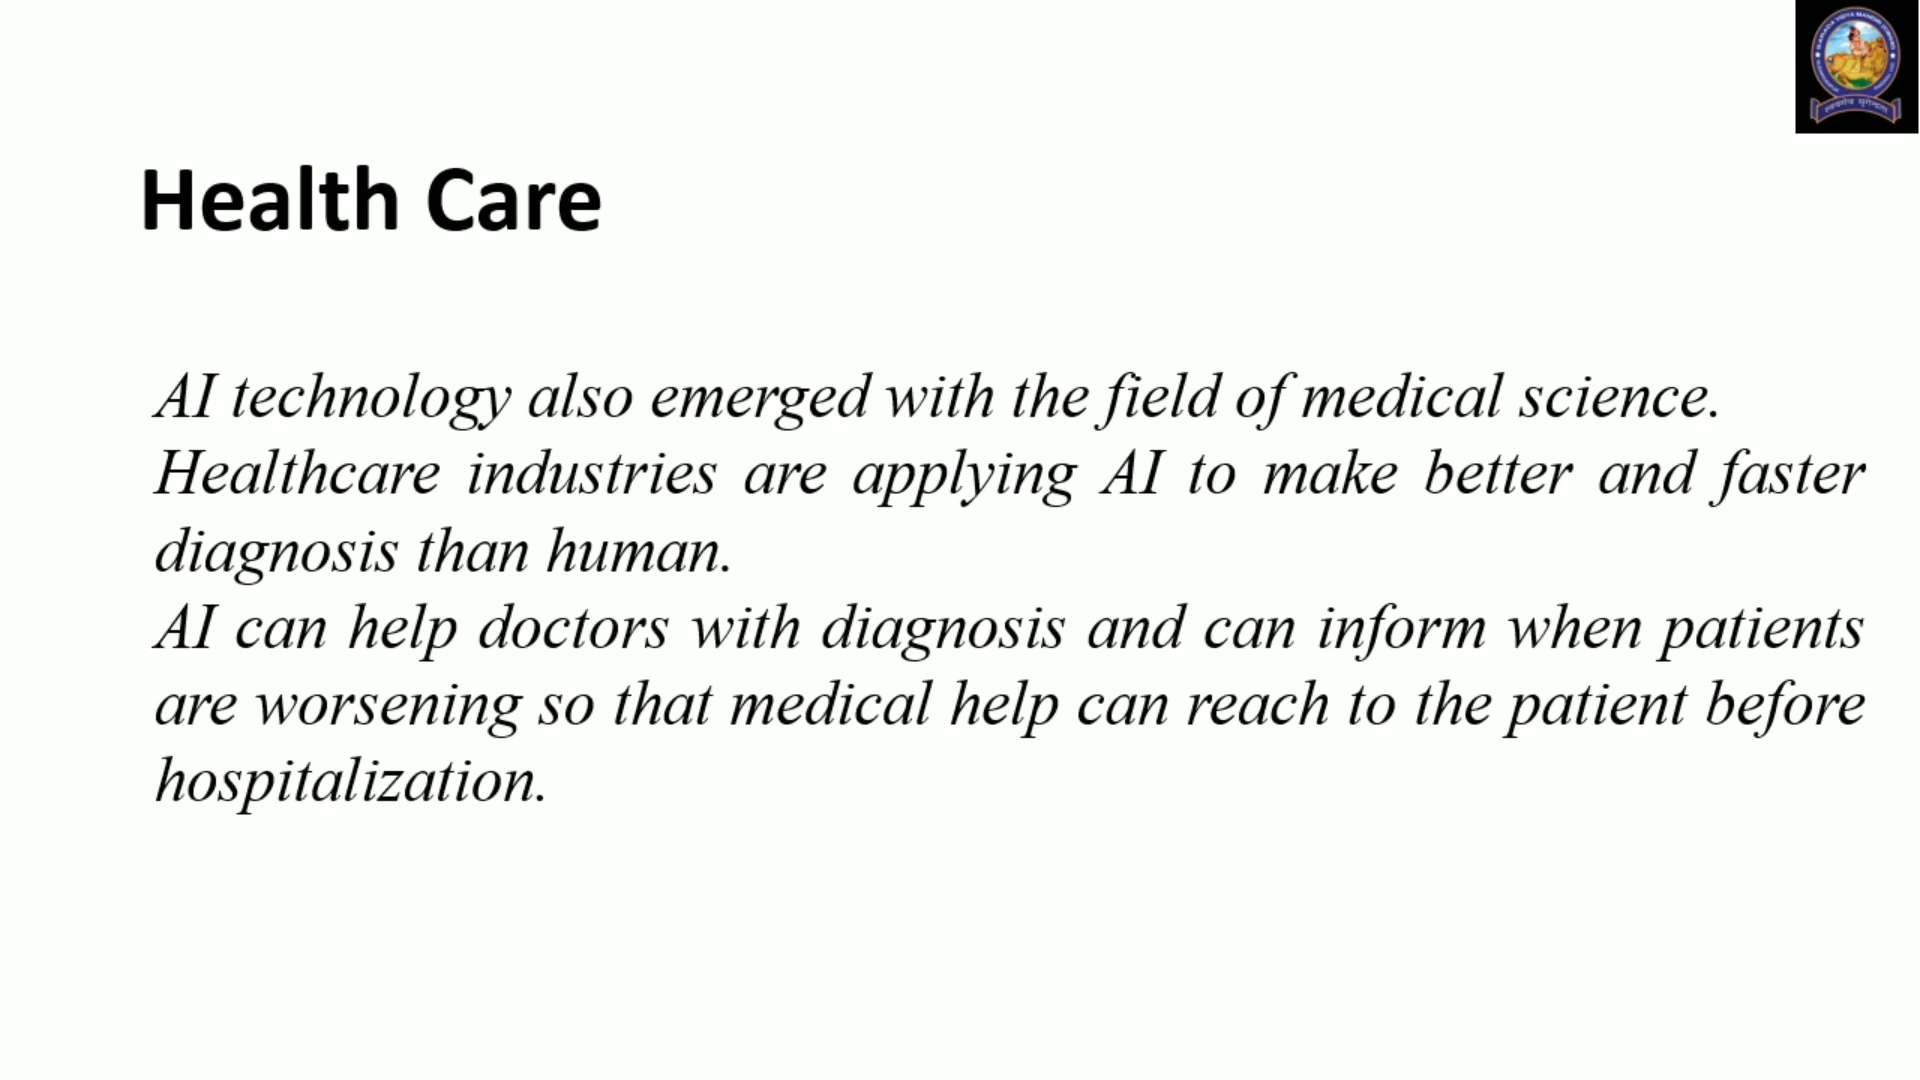 Health Care
AI technology also emerged with the field of medical science.
Healthcare industries are applying AI to make better and faster
diagnosis than human.
AI can help doctors with diagnosis and can inform when patients
are worsening so that medical help can reach to the patient before
hospitalization.